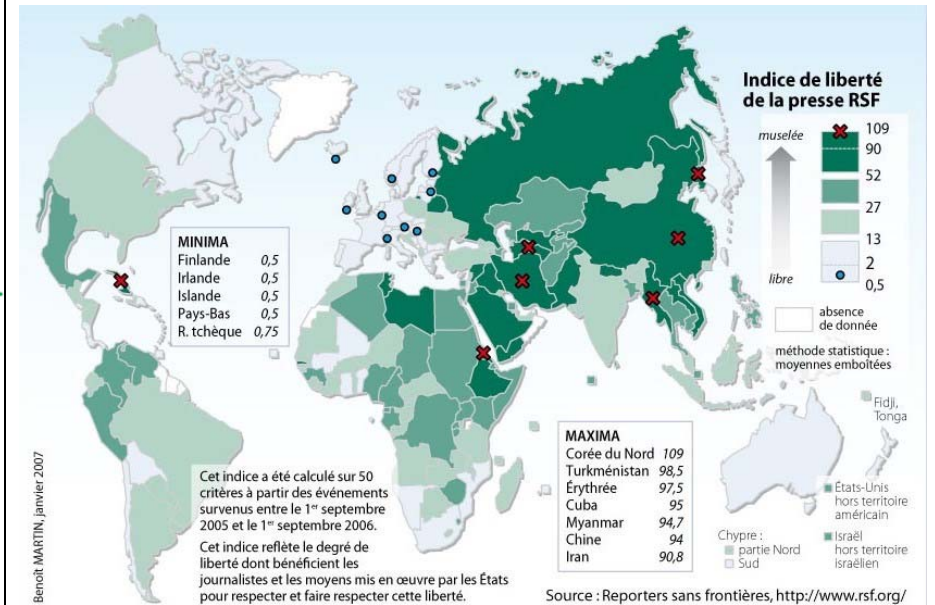 Indice de liberté
de la presse RSF
muselée
109
90
52
27
13
2
0,5
libre
absence
de donnée
méthode statistique :
moyennes emboîtées
Fidji,
Tonga
MINIMA
Finlande 0,5
Irlande 0,5
Islande 0,5
Pays-Bas 0,5
R. tchèque 0,75
MAXIMA
Corée du Nord 109
Turkménistan 98,5
Érythrée 97,5
Cuba 95
Myanmar 94,7
Chine 94
Iran 90,8
Cet indice a été calculé sur 50
critères à partir des événements
survenus entre le 1er septembre
2005 et le 1er septembre 2006.
Cet indice reflète le degré de
liberté dont bénéficient les
journalistes et les moyens mis en œuvre par les États
pour respecter et faire respecter cette liberté.
États-Unis
hors territoire
américain
Chypre :
partie Nord
Sud
Israël
hors territoire
israélien
Source : Reporters sans frontières, http://www.rsf.org/
Benoît MARTIN, janvier 2007